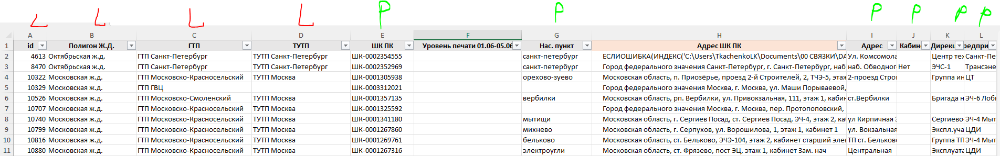 L L L L P P P P P P
A B C D E F G H I J K L
1 id Полигон Ж.Д. ГТП ТУТП ШК ПК Уровень печати 01.06-05.06 Нас. пункт Адрес ШК ПК Адрес Кабин Дирекц редпри
2 4613 Октябрьская ж.д. ГТП Санкт-Петербург ТУТП Санкт-Петербург ШК-0002354555 санкт-петербург ЕСЛИОШИБКА(ИНДЕКС('C:\Users\TkachenkoLK\Documents\00 СВЯЗКИ\DA Ул. Комсомола Центр тех Санкт-Пе
3 8470 Октябрьская ж.д. ГТП Санкт-Петербург ТУТП Санкт-Петербург ШК-0002352969 санкт-петербург Город федерального значения Санкт-Петербург, г. Санкт-Петербург, наб наб. Обводног Нет ЭЧС-1 Трансэне
4 10322 Московская ж.д. ГТП Московско-Красносельский ТУТП Москва ШК-0001305938 орехово-зуево Московская область, п. Приозёрье, проезд 2-й Строителей, 2, ТЧЭ-5, этаж 2-проезд Строи Группа ин ЦТ
5 10329 Московская ж.д. ГТП ГВЦ ШК-0003312021 Город федерального значения Москва, г. Москва, ул. Маши Порываевой,
6 10526 Московская ж.д. ГТП Московско-Смоленский ТУТП Москва ШК-0001357135 вербилки Московская область, рп. Вербилки, ул. Привокзальная, 111, этаж 1, кабин ст.Вербилки Бригада н ЭЧ-6 Лобн
7 10707 Московская ж.д. ГТП Московско-Красносельский ТУТП Москва ШК-0001325592 Город федерального значения Москва, г. Москва, пер. Протопоповский,
8 10740 Московская ж.д. ГТП Московско-Красносельский ТУТП Москва ШК-0001341180 мытищи Московская область, г. Сергиев Посад, ст. Сергиев Посад, ЭЧ-4, этаж 2, каб ул Кирпичная Сергиево ЭЧ-4 Мыт
9 10799 Московская ж.д. ГТП Московско-Красносельский ТУТП Москва ШК-0001267860 михнево Московская область, г. Серпухов, ул. Ворошилова, 1, этаж 1, кабинет 1 ул. Вокзальная Экспл.уча ЦДИ
10 10816 Московская ж.д. ГТП Московско-Красносельский ТУТП Москва ШК-0001269761 бельково Московская область, ст. Бельково, ЭЧЭ-104, этаж 2, кабинет старший элек ТП ст. Бельково Группа ТП ЭЧ-4 Мыт
11 10880 Московская ж.д. ГТП Московско-Красносельский ТУТП Москва ШК-0001267316 электроугли Московская область, ст. Фрязево, пост ЭЦ, этаж 1, кабинет Зам. нач Центральная Эксплуата ЦДИ